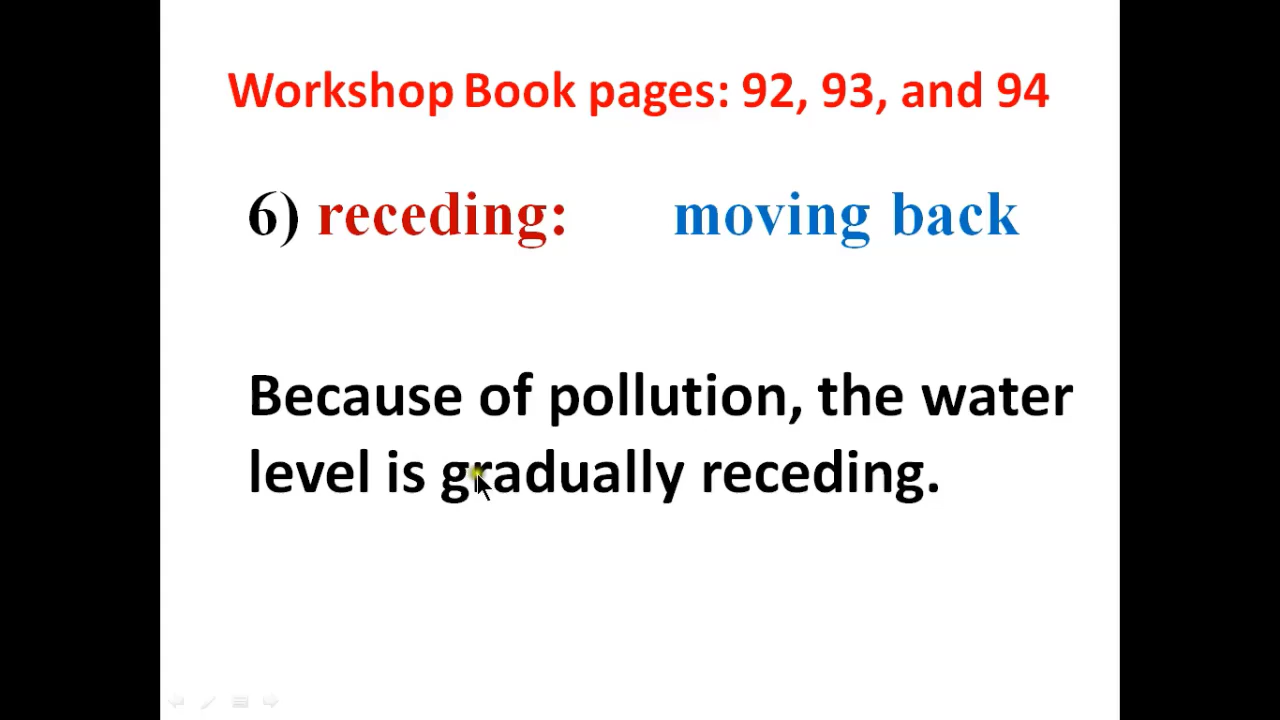 Workshop Book pages: 92, 93, and 94
6) receding: moving back
Because of pollution, the water
level is gradually receding.